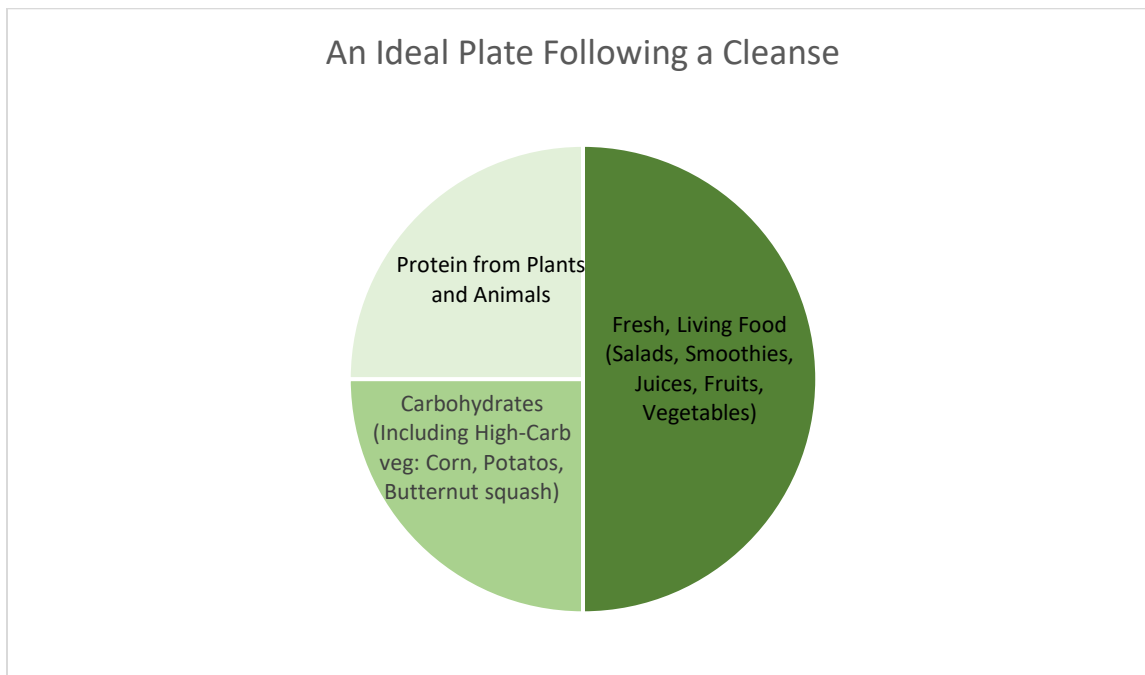 An Ideal Plate Following a Cleanse
Protein from Plants
and Animals
Fresh, Living Food
(Salads, Smoothies,
Juices, Fruits,
Vegetables)
Carbohydrates
(Including High-Carb
veg: Corn, Potatos,
Butternut squash)